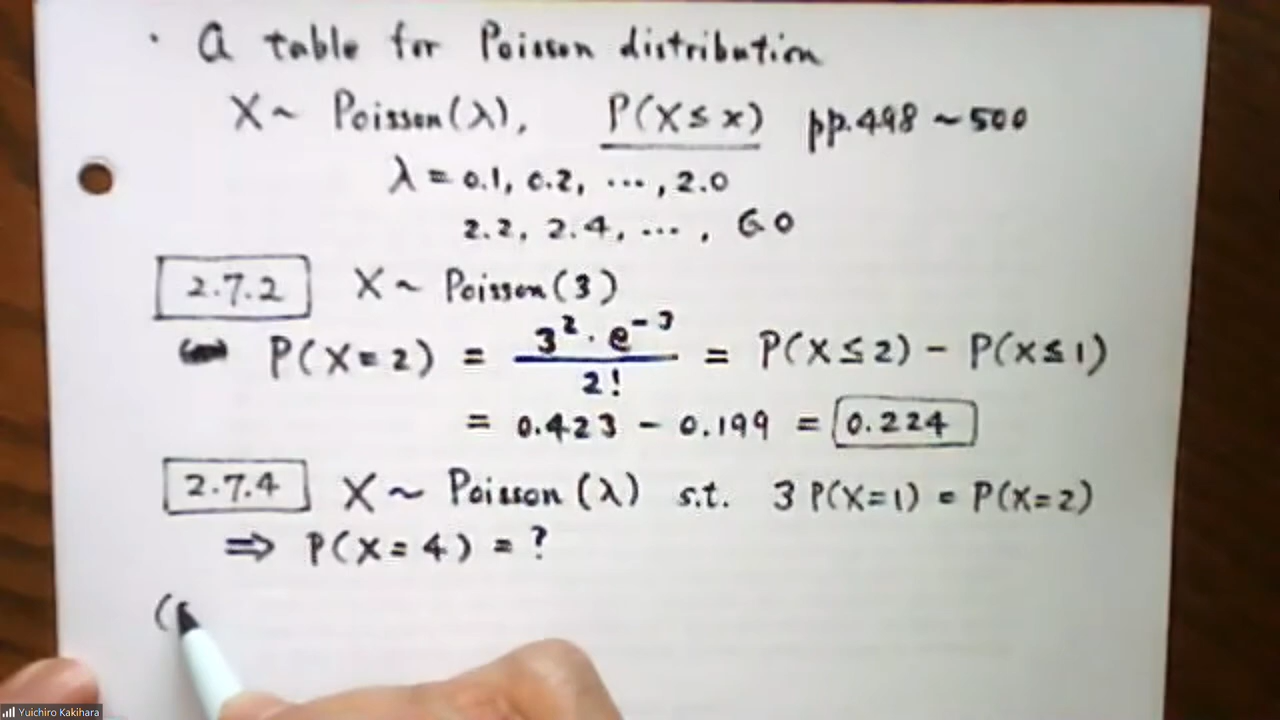 · A table for Poisson distribution
X ~ Poisson(λ), P(X ≤ x) pp.498 ~ 500
λ = 0.1, 0.2, ..., 2.0
2.2, 2.4, ..., 6.0
2.7.2 X ~ Poisson(3)
P(X=2) = 3² · e⁻³ / 2! = P(X ≤ 2) - P(X ≤ 1)
= 0.423 - 0.199 = 0.224
2.7.4 X ~ Poisson(λ) s.t. 3 P(X=1) = P(X=2)
⇒ P(X=4) = ?
(
Yuichiro Kakihara